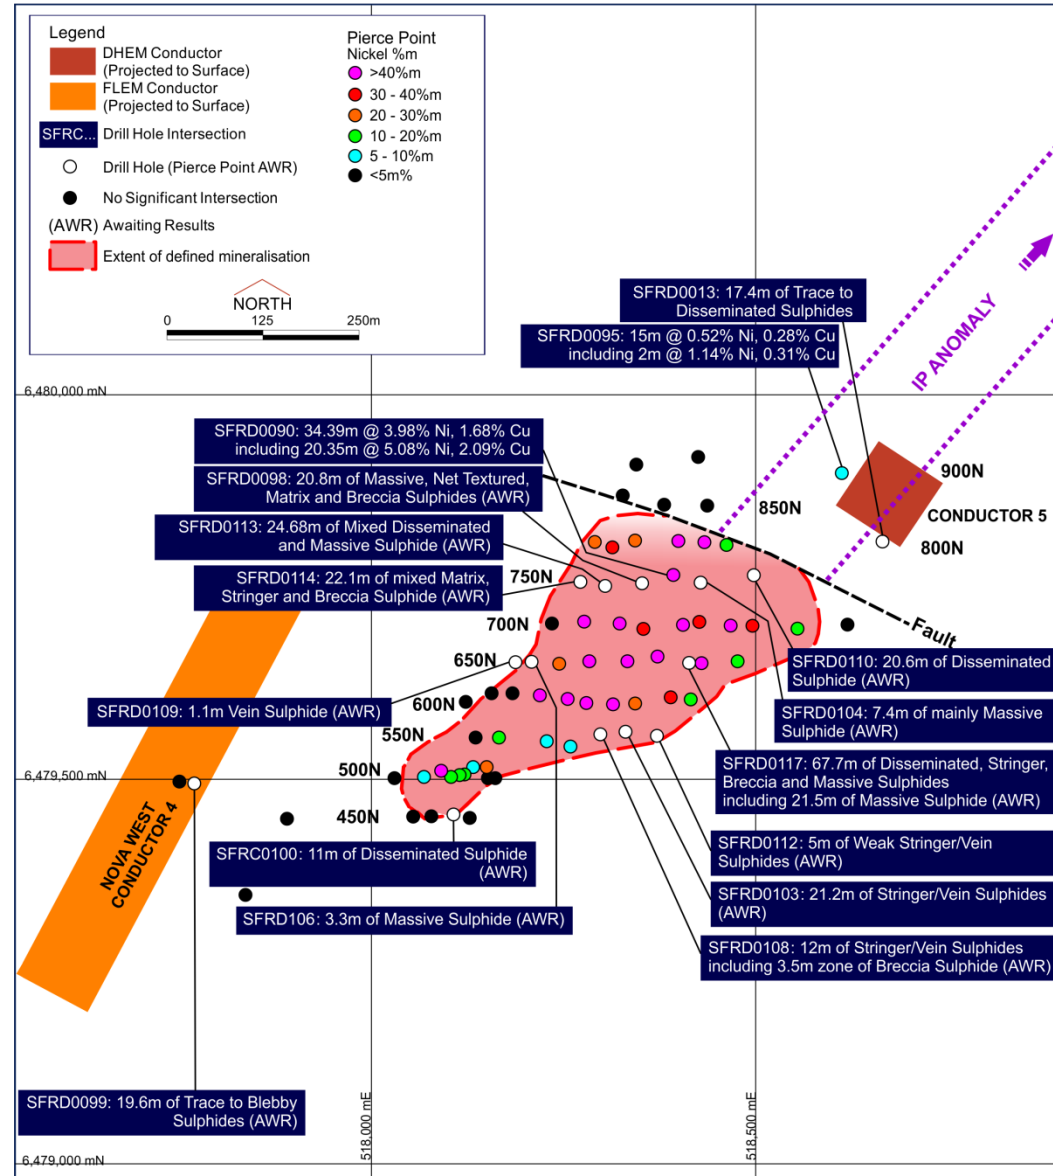 Legend
DHEM Conductor
(Projected to Surface)
FLEM Conductor
(Projected to Surface)
SFRC... Drill Hole Intersection
Drill Hole (Pierce Point AWR)
No Significant Intersection
(AWR) Awaiting Results
Extent of defined mineralisation
Pierce Point
Nickel %m
>40%m
30 - 40%m
20 - 30%m
10 - 20%m
5 - 10%m
<5m%
NORTH
0 125 250m
SFRD0013: 17.4m of Trace to
Disseminated Sulphides
SFRD0095: 15m @ 0.52% Ni, 0.28% Cu
including 2m @ 1.14% Ni, 0.31% Cu
IP ANOMALY
6,480,000 mN
SFRD0090: 34.39m @ 3.98% Ni, 1.68% Cu
including 20.35m @ 5.08% Ni, 2.09% Cu
SFRD0098: 20.8m of Massive, Net Textured,
Matrix and Breccia Sulphides (AWR)
SFRD0113: 24.68m of Mixed Disseminated
and Massive Sulphide (AWR)
SFRD0114: 22.1m of mixed Matrix,
Stringer and Breccia Sulphide (AWR)
900N
850N
CONDUCTOR 5
800N
750N
700N
Fault
650N
SFRD0110: 20.6m of Disseminated
Sulphide (AWR)
SFRD0109: 1.1m Vein Sulphide (AWR)
600N
SFRD0104: 7.4m of mainly Massive
Sulphide (AWR)
550N
SFRD0117: 67.7m of Disseminated, Stringer,
Breccia and Massive Sulphides
including 21.5m of Massive Sulphide (AWR)
6,479,500 mN
500N
450N
NOVA WEST
CONDUCTOR 4
SFRD0112: 5m of Weak Stringer/Vein
Sulphides (AWR)
SFRC0100: 11m of Disseminated Sulphide
(AWR)
SFRD0103: 21.2m of Stringer/Vein Sulphides
(AWR)
SFRD106: 3.3m of Massive Sulphide (AWR)
SFRD0108: 12m of Stringer/Vein Sulphides
including 3.5m zone of Breccia Sulphide (AWR)
SFRD0099: 19.6m of Trace to Blebby
Sulphides (AWR)
518,000 mE
518,500 mE
6,479,000 mN